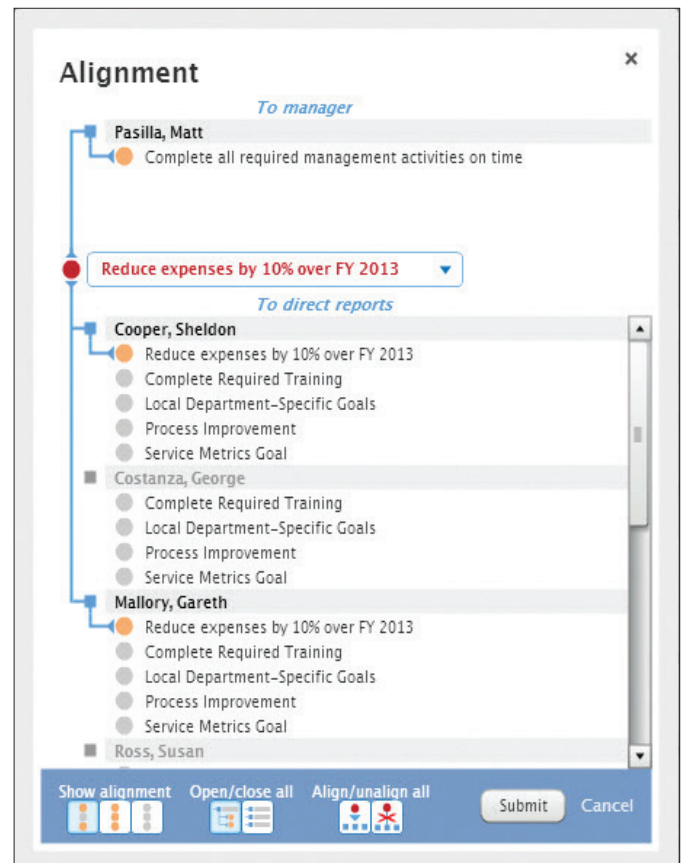 Alignment
×
To manager
Pasilla, Matt
Complete all required management activities on time
Reduce expenses by 10% over FY 2013
To direct reports
Cooper, Sheldon
Reduce expenses by 10% over FY 2013
Complete Required Training
Local Department-Specific Goals
Process Improvement
Service Metrics Goal
Costanza, George
Complete Required Training
Local Department-Specific Goals
Process Improvement
Service Metrics Goal
Mallory, Gareth
Reduce expenses by 10% over FY 2013
Complete Required Training
Local Department-Specific Goals
Process Improvement
Service Metrics Goal
Ross, Susan
Show alignment Open/close all Align/unalign all
Submit Cancel